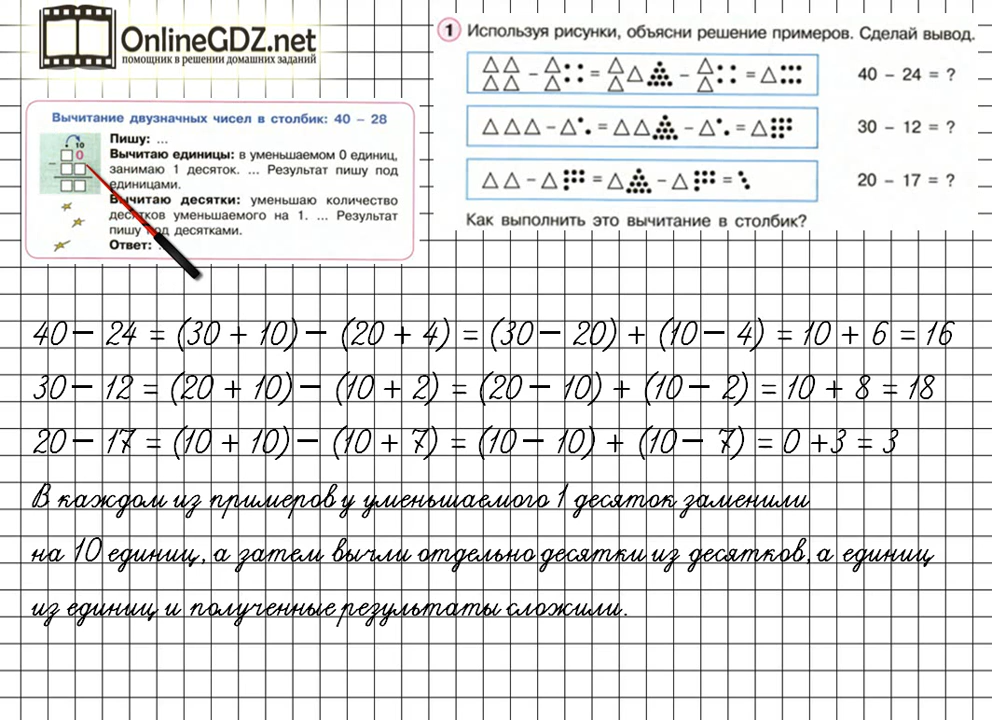 OnlineGDZ.net
помощник в решении домашних заданий
Вычитание двузначных чисел в столбик: 40 – 28
10
0
Пишу: ...
Вычитаю единицы: в уменьшаемом 0 единиц,
занимаю 1 десяток. ... Результат пишу под
единицами.
Вычитаю десятки: уменьшаю количество
десятков уменьшаемого на 1. ... Результат
пишу под десятками.
Ответ: ...
1 Используя рисунки, объясни решение примеров. Сделай вывод.
40 – 24 = ?
30 – 12 = ?
20 – 17 = ?
Как выполнить это вычитание в столбик?
40 – 24 = (30 + 10) – (20 + 4) = (30 – 20) + (10 – 4) = 10 + 6 = 16
30 – 12 = (20 + 10) – (10 + 2) = (20 – 10) + (10 – 2) = 10 + 8 = 18
20 – 17 = (10 + 10) – (10 + 7) = (10 – 10) + (10 – 7) = 0 + 3 = 3
В каждом из примеров у уменьшаемого 1 десяток заменили
на 10 единиц, а затем вычли отдельно десятки из десятков, а единиц
из единиц и полученные результаты сложили.